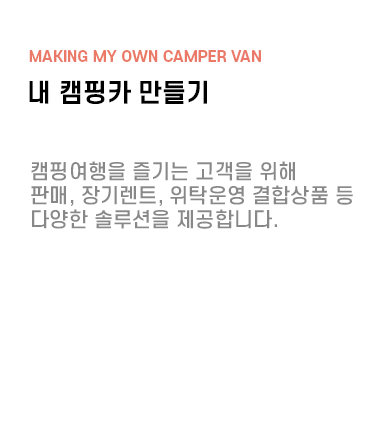 MAKING MY OWN CAMPER VAN
내 캠핑카 만들기
캠핑여행을 즐기는 고객을 위해
판매, 장기렌트, 위탁운영 결합상품 등
다양한 솔루션을 제공합니다.